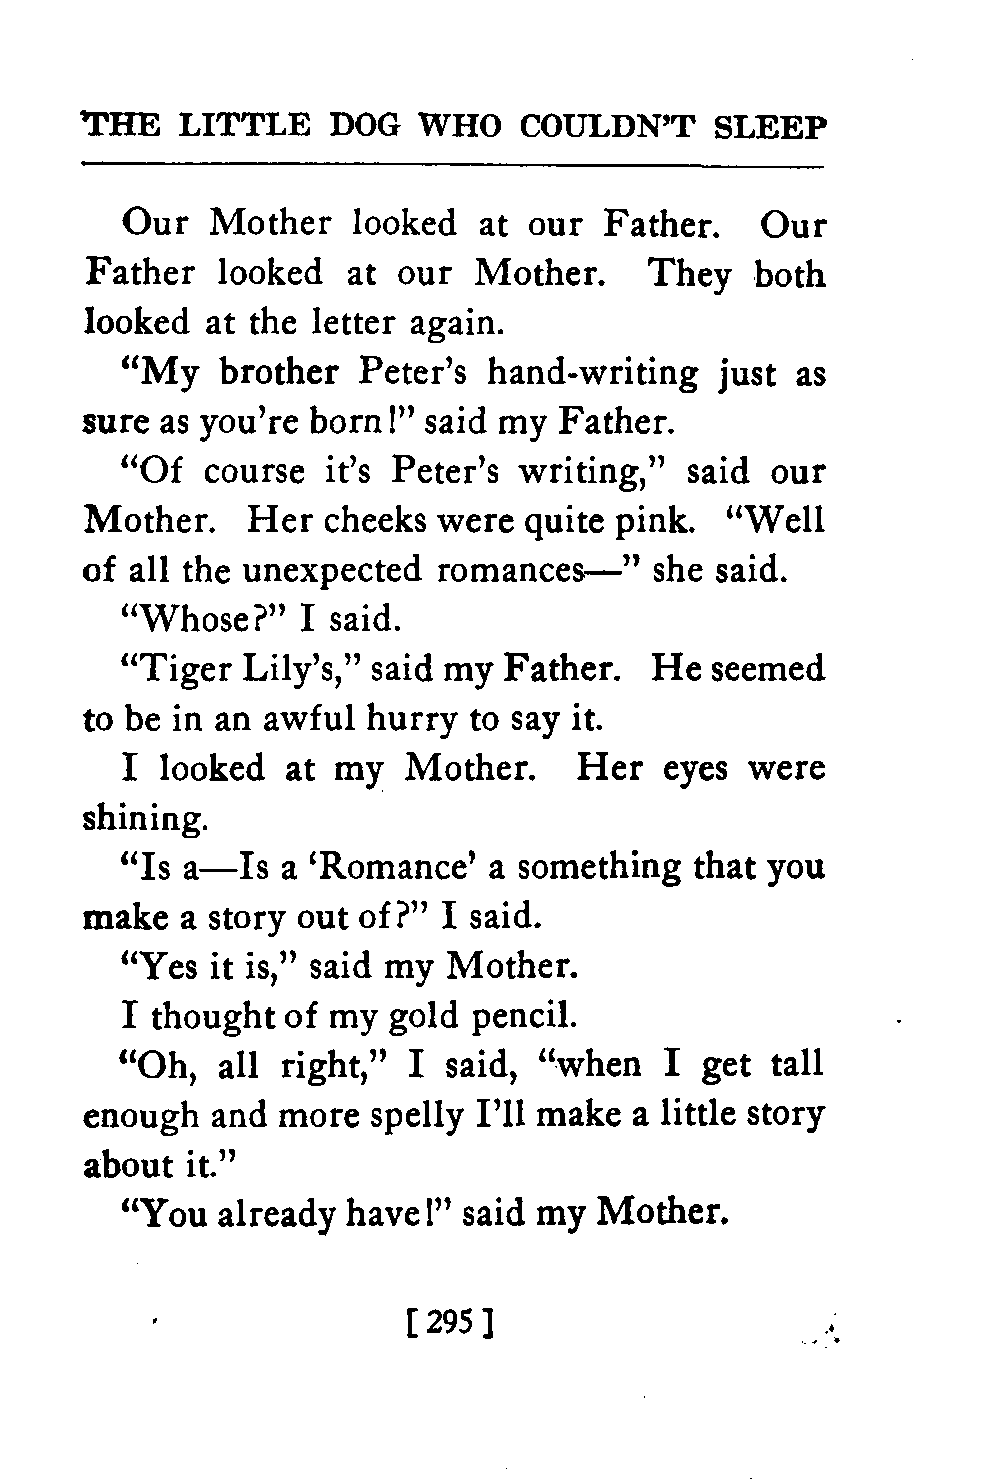 THE LITTLE DOG WHO COULDN'T SLEEP
Our Mother looked at our Father. Our
Father looked at our Mother. They both
looked at the letter again.
“My brother Peter's hand-writing just as
sure as you're born!” said my Father.
“Of course it's Peter's writing,” said our
Mother. Her cheeks were quite pink. “Well
of all the unexpected romances—” she said.
“Whose?” I said.
“Tiger Lily's,” said my Father. He seemed
to be in an awful hurry to say it.
I looked at my Mother. Her eyes were
shining.
“Is a—Is a ‘Romance’ a something that you
make a story out of?” I said.
“Yes it is,” said my Mother.
I thought of my gold pencil.
“Oh, all right,” I said, “when I get tall
enough and more spelly I'll make a little story
about it.”
“You already have!” said my Mother.
[ 295 ]